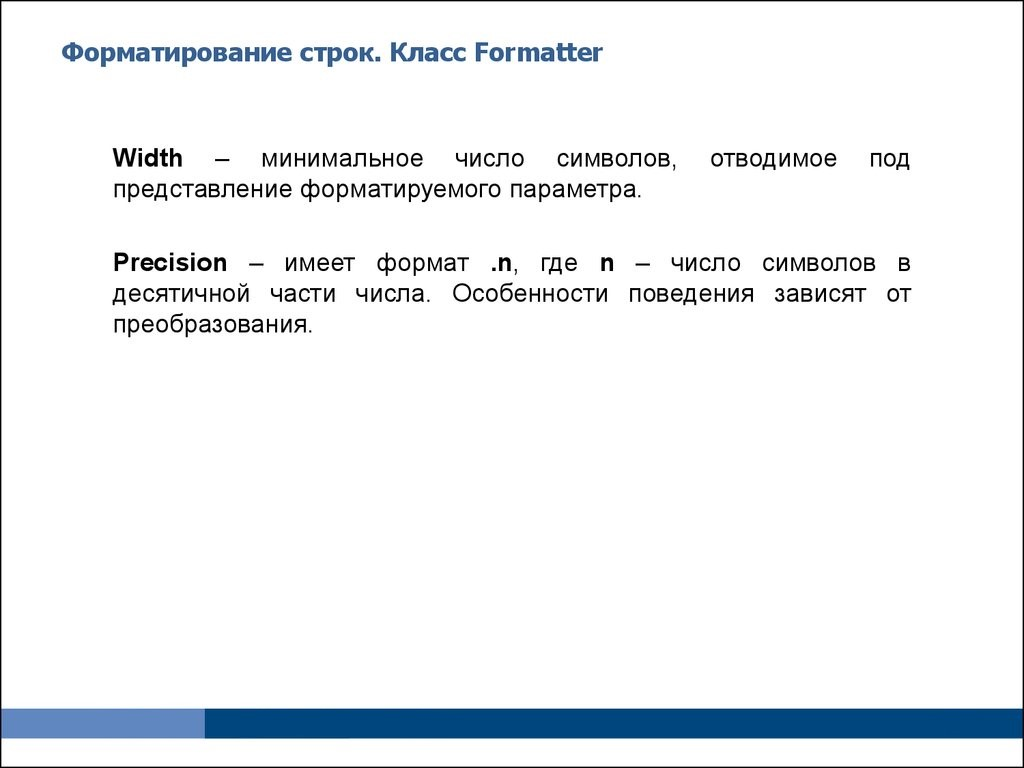 Форматирование строк. Класс Formatter
Width – минимальное число символов, отводимое под
представление форматируемого параметра.
Precision – имеет формат .n, где n – число символов в
десятичной части числа. Особенности поведения зависят от
преобразования.